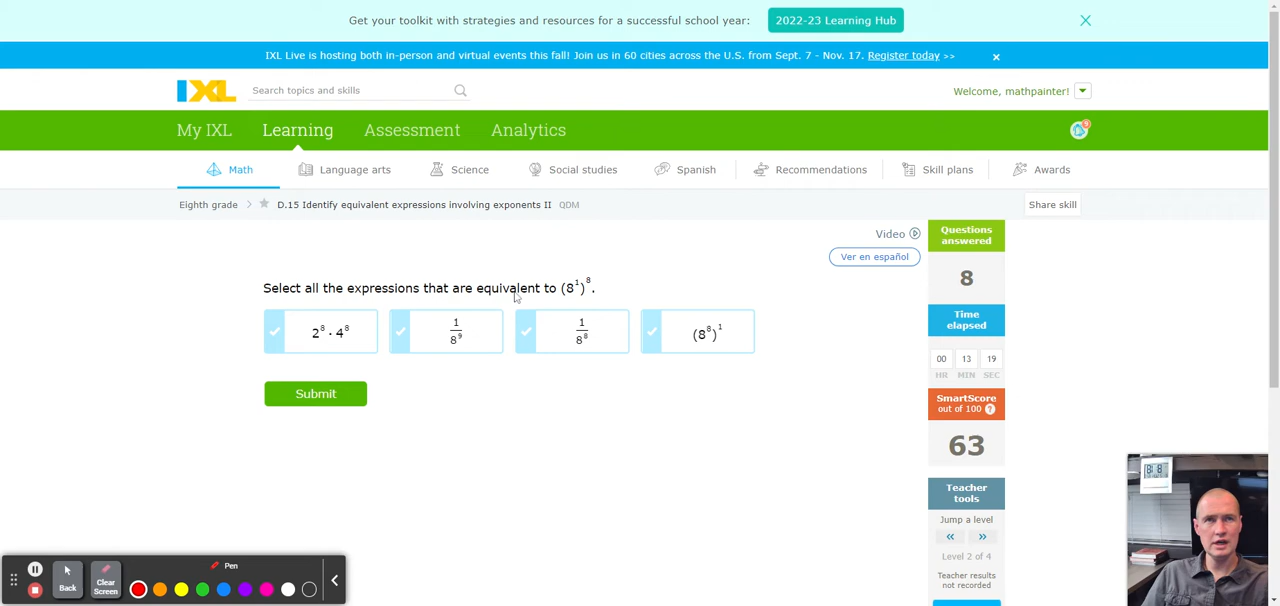 Get your toolkit with strategies and resources for a successful school year: 2022-23 Learning Hub
IXL Live is hosting both in-person and virtual events this fall! Join us in 60 cities across the U.S. from Sept. 7 - Nov. 17. Register today >>
IXL Search topics and skills Welcome, mathpainter!
My IXL Learning Assessment Analytics 9
Math Language arts Science Social studies Spanish Recommendations Skill plans Awards
Eighth grade > D.15 Identify equivalent expressions involving exponents II QDM Share skill
Video
Ver en español
Questions answered
8
Select all the expressions that are equivalent to (8¹)⁸.
2⁸ · 4⁸ 1/8⁹ 1/8⁸ (8⁸)¹
Submit
Time elapsed
00 13 19
HR MIN SEC
SmartScore
out of 100 ?
63
Teacher tools
Jump a level
Level 2 of 4
Teacher results
not recorded
Pen
Back
Clear Screen